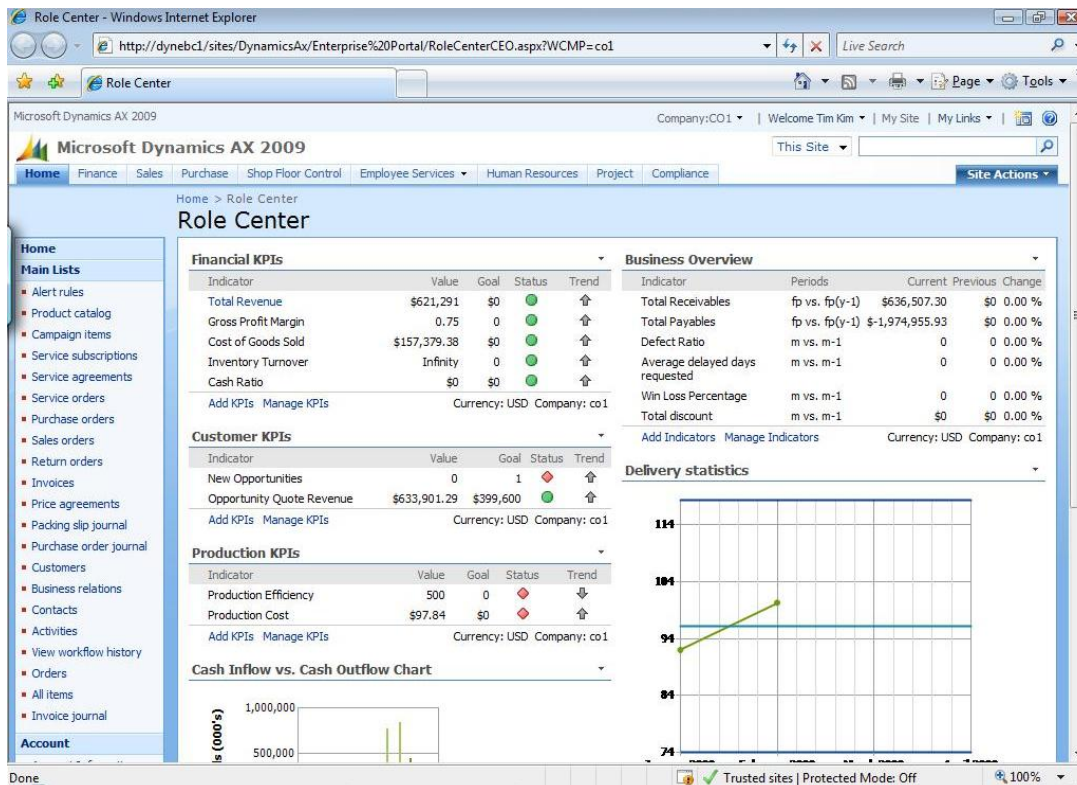 Role Center - Windows Internet Explorer
http://dynebc1/sites/DynamicsAx/Enterprise%20Portal/RoleCenterCEO.aspx?WCMP=co1
Live Search
Role Center
Page
Tools
Microsoft Dynamics AX 2009
Company:CO1 | Welcome Tim Kim | My Site | My Links |
Microsoft Dynamics AX 2009
This Site
Home Finance Sales Purchase Shop Floor Control Employee Services Human Resources Project Compliance Site Actions
Home > Role Center
Role Center
Home
Main Lists
Alert rules
Product catalog
Campaign items
Service subscriptions
Service agreements
Service orders
Purchase orders
Sales orders
Return orders
Invoices
Price agreements
Packing slip journal
Purchase order journal
Customers
Business relations
Contacts
Activities
View workflow history
Orders
All items
Invoice journal
Account
Financial KPIs
Indicator Value Goal Status Trend
Total Revenue $621,291 $0
Gross Profit Margin 0.75 0
Cost of Goods Sold $157,379.38 $0
Inventory Turnover Infinity 0
Cash Ratio $0 $0
Add KPIs Manage KPIs Currency: USD Company: co1
Customer KPIs
Indicator Value Goal Status Trend
New Opportunities 0 1
Opportunity Quote Revenue $633,901.29 $399,600
Add KPIs Manage KPIs Currency: USD Company: co1
Production KPIs
Indicator Value Goal Status Trend
Production Efficiency 500 0
Production Cost $97.84 $0
Add KPIs Manage KPIs Currency: USD Company: co1
Cash Inflow vs. Cash Outflow Chart
1,000,000
500,000
(000's)
Business Overview
Indicator Periods Current Previous Change
Total Receivables fp vs. fp(y-1) $636,507.30 $0 0.00 %
Total Payables fp vs. fp(y-1) $-1,974,955.93 $0 0.00 %
Defect Ratio m vs. m-1 0 0 0.00 %
Average delayed days requested m vs. m-1 0 0 0.00 %
Win Loss Percentage m vs. m-1 0 0 0.00 %
Total discount m vs. m-1 $0 $0 0.00 %
Add Indicators Manage Indicators Currency: USD Company: co1
Delivery statistics
114
104
94
84
74
Done
Trusted sites | Protected Mode: Off
100%